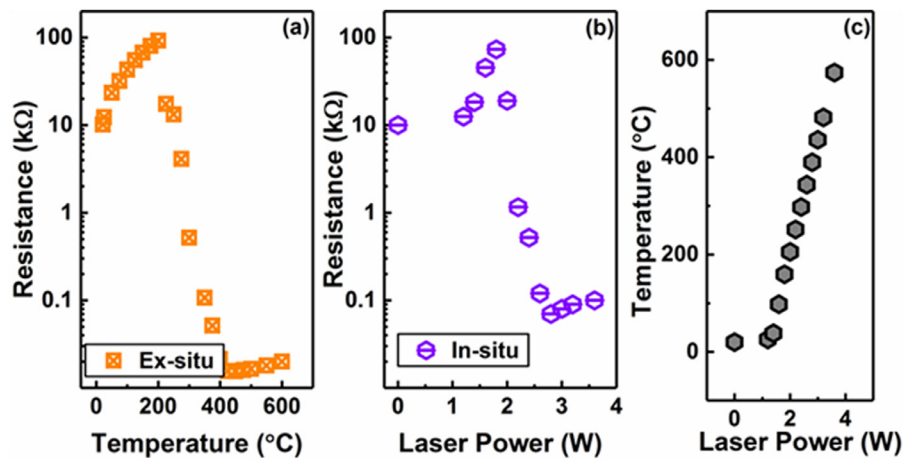 (a)
100
10
1
0.1
Resistance (kΩ)
Ex-situ
0 200 400 600
Temperature (°C)
(b)
100
10
1
0.1
Resistance (kΩ)
In-situ
0 1 2 3 4
Laser Power (W)
(c)
600
400
200
0
Temperature (°C)
0 2 4
Laser Power (W)